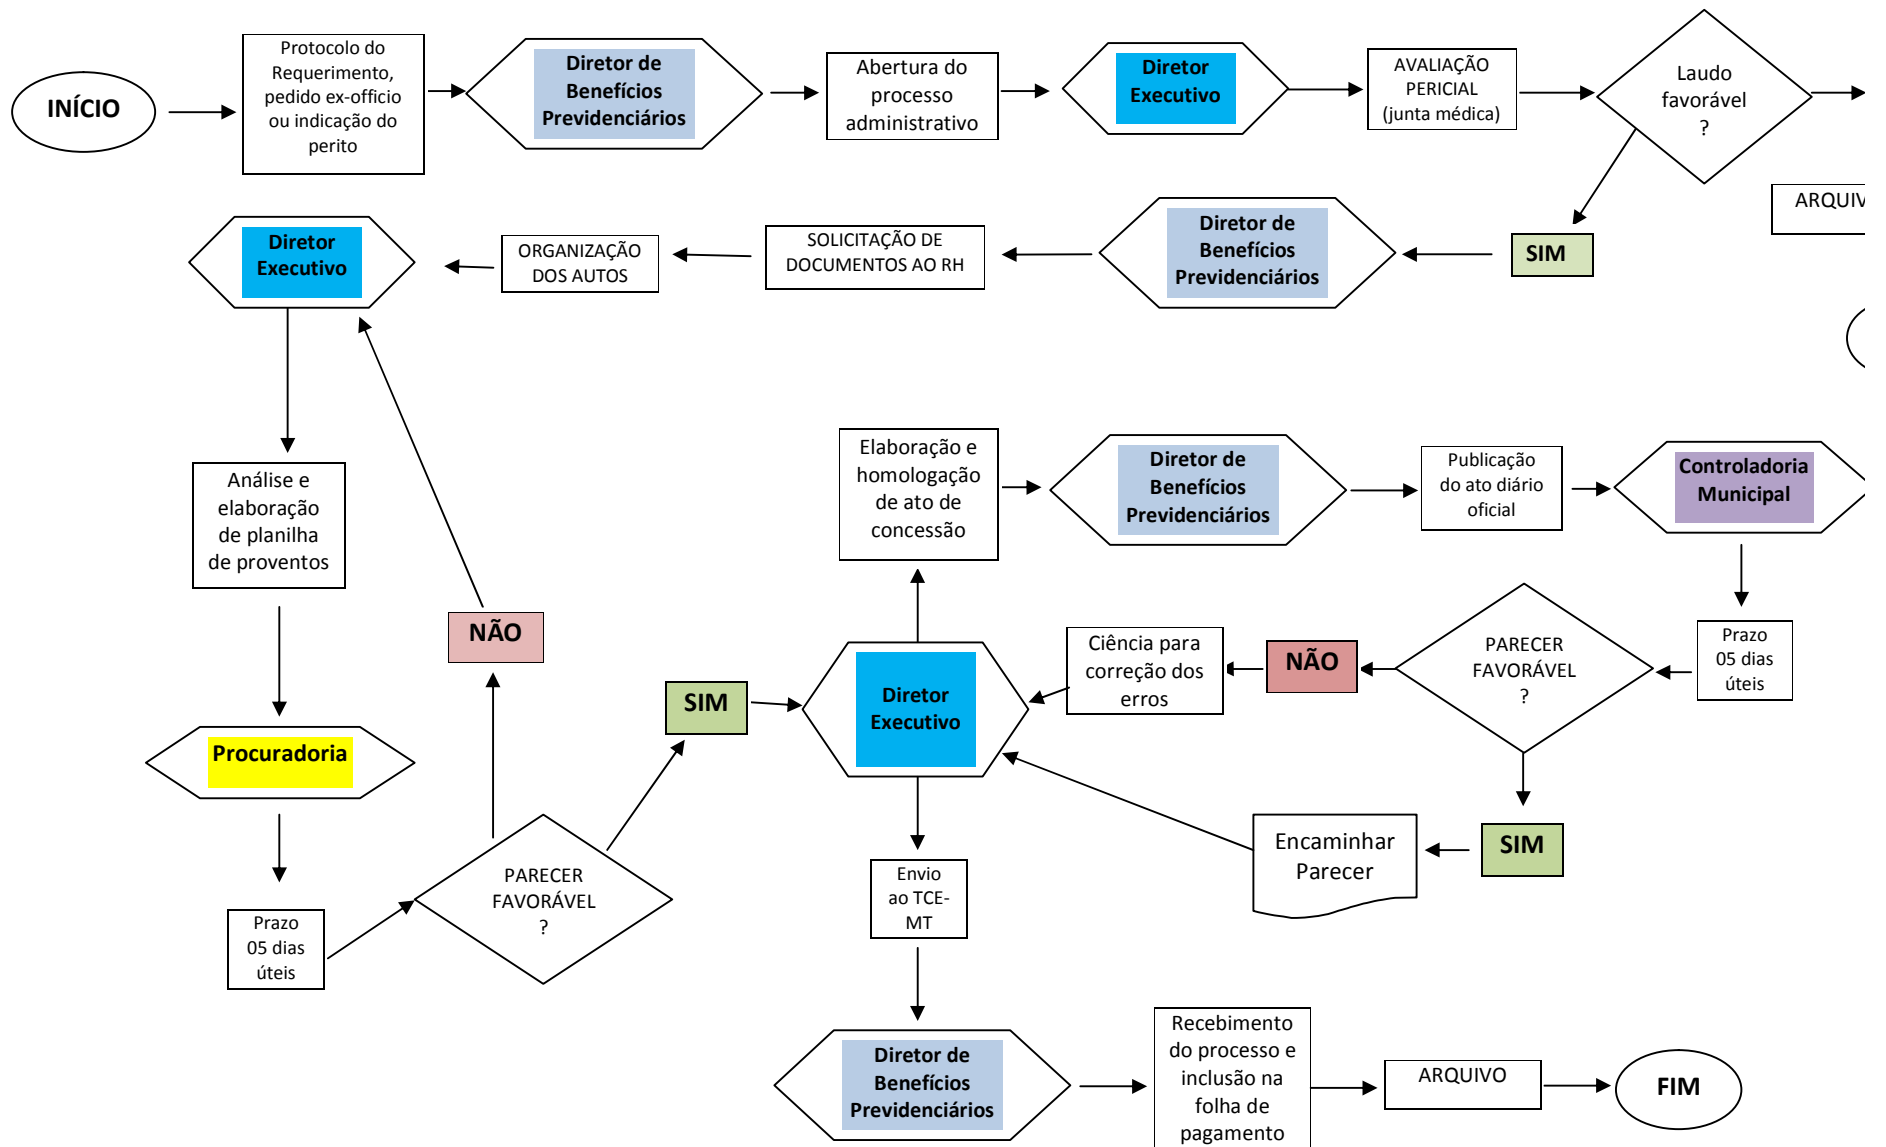 INÍCIO
Protocolo do
Requerimento,
pedido ex-officio
ou indicação do
perito
Diretor de
Benefícios
Previdenciários
Abertura do
processo
administrativo
Diretor
Executivo
AVALIAÇÃO
PERICIAL
(junta médica)
Laudo
favorável
?
ARQUIV
SIM
Diretor de
Benefícios
Previdenciários
SOLICITAÇÃO DE
DOCUMENTOS AO RH
ORGANIZAÇÃO
DOS AUTOS
Diretor
Executivo
Análise e
elaboração
de planilha
de proventos
Procuradoria
Prazo
05 dias
úteis
PARECER
FAVORÁVEL
?
NÃO
SIM
Diretor
Executivo
Elaboração e
homologação
de ato de
concessão
Diretor de
Benefícios
Previdenciários
Publicação
do ato diário
oficial
Controladoria
Municipal
Prazo
05 dias
úteis
PARECER
FAVORÁVEL
?
NÃO
Ciência para
correção dos
erros
SIM
Encaminhar
Parecer
Envio
ao TCE-
MT
Diretor de
Benefícios
Previdenciários
Recebimento
do processo e
inclusão na
folha de
pagamento
ARQUIVO
FIM